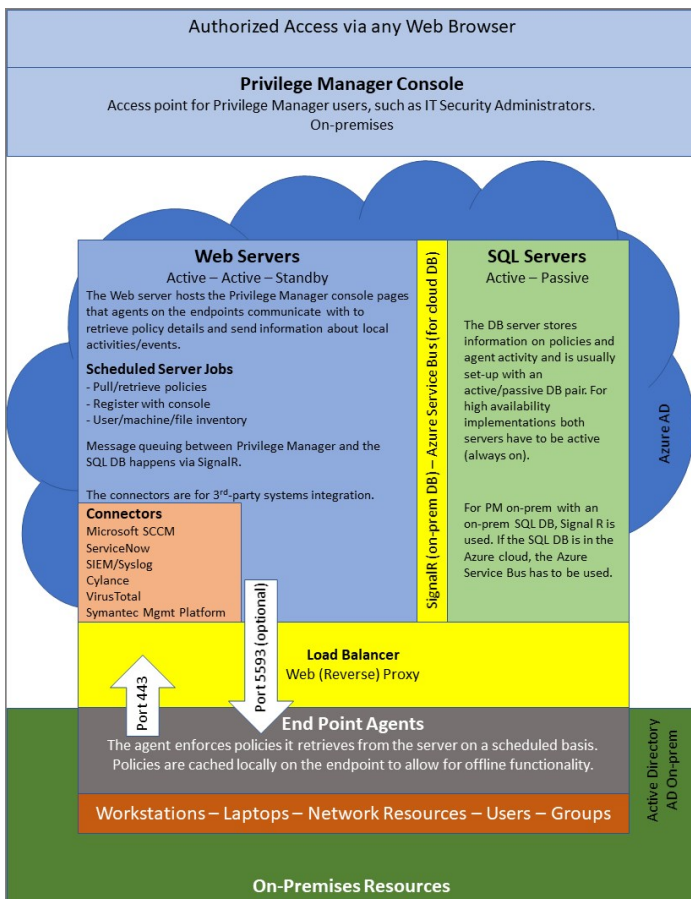 Authorized Access via any Web Browser
Privilege Manager Console
Access point for Privilege Manager users, such as IT Security Administrators.
On-premises
Web Servers
Active – Active – Standby
The Web server hosts the Privilege Manager console pages
that agents on the endpoints communicate with to
retrieve policy details and send information about local
activities/events.
Scheduled Server Jobs
- Pull/retrieve policies
- Register with console
- User/machine/file inventory
Message queuing between Privilege Manager and the
SQL DB happens via SignalR.
The connectors are for 3rd-party systems integration.
Connectors
Microsoft SCCM
ServiceNow
SIEM/Syslog
Cylance
VirusTotal
Symantec Mgmt Platform
SignalR (on-prem DB) – Azure Service Bus (for cloud DB)
SQL Servers
Active – Passive
The DB server stores
information on policies and
agent activity and is usually
set-up with an
active/passive DB pair. For
high availability
implementations both
servers have to be active
(always on).
For PM on-prem with an
on-prem SQL DB, Signal R is
used. If the SQL DB is in the
Azure cloud, the Azure
Service Bus has to be used.
Azure AD
Load Balancer
Web (Reverse) Proxy
Port 443
Port 5593 (optional)
End Point Agents
The agent enforces policies it retrieves from the server on a scheduled basis.
Policies are cached locally on the endpoint to allow for offline functionality.
Workstations – Laptops – Network Resources – Users – Groups
Active Directory
AD On-prem
On-Premises Resources